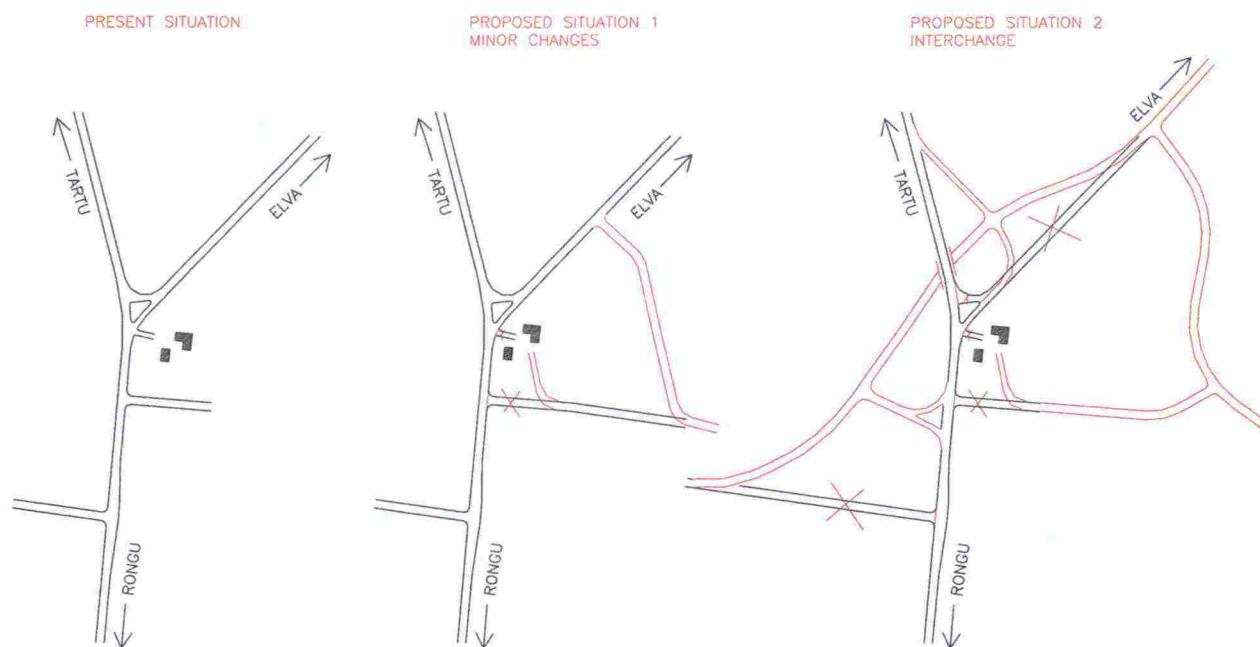 PRESENT SITUATION
TARTU
ELVA
RONGU
PROPOSED SITUATION 1
MINOR CHANGES
TARTU
ELVA
RONGU
PROPOSED SITUATION 2
INTERCHANGE
TARTU
ELVA
RONGU